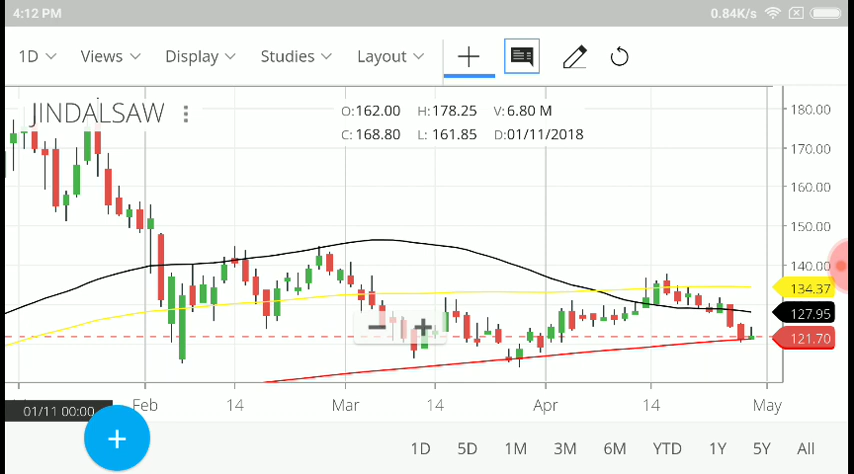 4:12 PM 0.84K/s
1D Views Display Studies Layout
JINDALSAW
O:162.00 H:178.25 V:6.80 M
C:168.80 L: 161.85 D:01/11/2018
180.00
170.00
160.00
150.00
140.00
134.37
127.95
121.70
01/11 00:00 Feb 14 Mar 14 Apr 14 May
1D 5D 1M 3M 6M YTD 1Y 5Y All